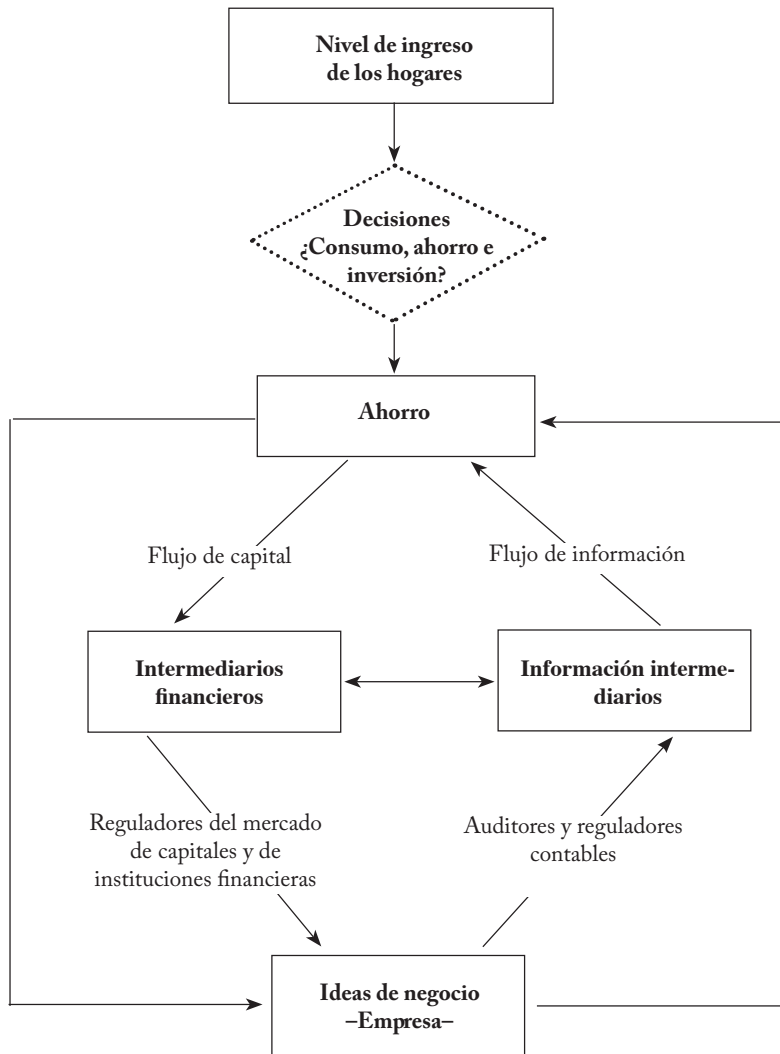 Nivel de ingreso
de los hogares
Decisiones
¿Consumo, ahorro e
inversión?
Ahorro
Flujo de capital
Flujo de información
Intermediarios
financieros
Información interme-
diarios
Reguladores del mercado
de capitales y de
instituciones financieras
Auditores y reguladores
contables
Ideas de negocio
–Empresa–